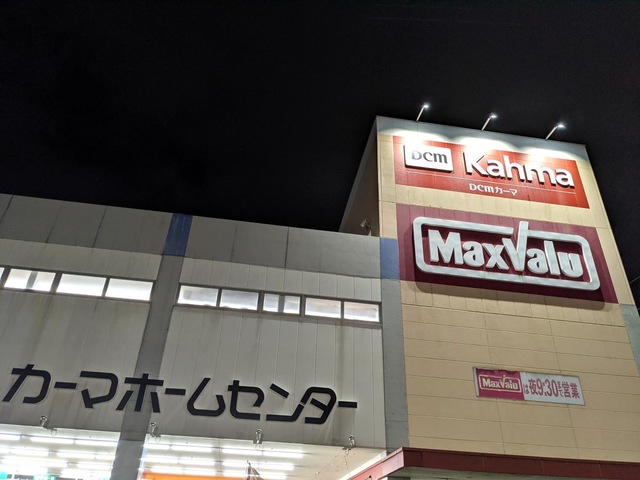 DCM Kahma
DCMカーマ
MaxValu
MaxValuは夜9:30まで営業
カーマホームセンター